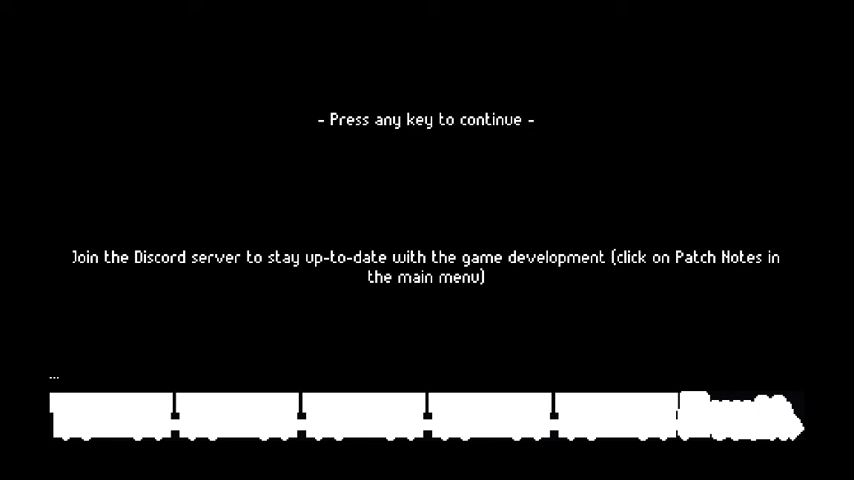 - Press any key to continue -
Join the Discord server to stay up-to-date with the game development (click on Patch Notes in
the main menu)
...